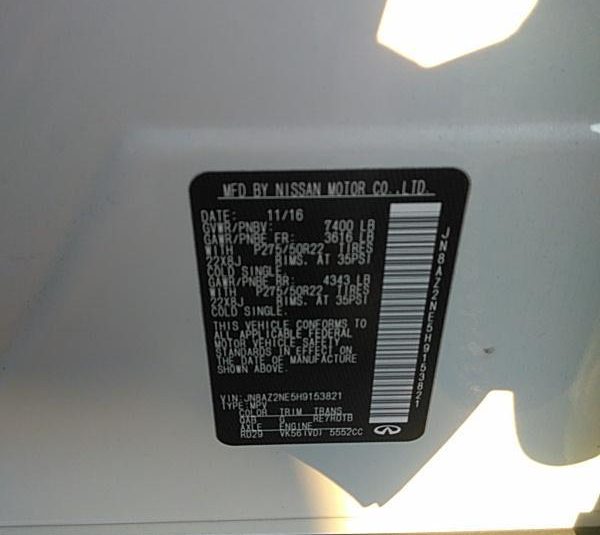 MFD BY NISSAN MOTOR CO.,LTD.
DATE: 11/16
GVWR/PNBV: 7400 LB
GAWR/PNBE FR: 3616 LB
WITH P275/50R22 TIRES
22X8J RIMS. AT 35PSI
COLD SINGLE.
GAWR/PNBE RR: 4343 LB
WITH P275/50R22 TIRES
22X8J RIMS. AT 35PSI
COLD SINGLE.
THIS VEHICLE CONFORMS TO
ALL APPLICABLE FEDERAL
MOTOR VEHICLE SAFETY
STANDARDS IN EFFECT ON
THE DATE OF MANUFACTURE
SHOWN ABOVE.
VIN: JN8AZ2NE5H9153821
TYPE: MPV
COLOR TRIM TRANS
QAB RE7R01B
AXLE ENGINE
RD29 VK56(VD) 5552CC
JN8AZ2NE5H9153821